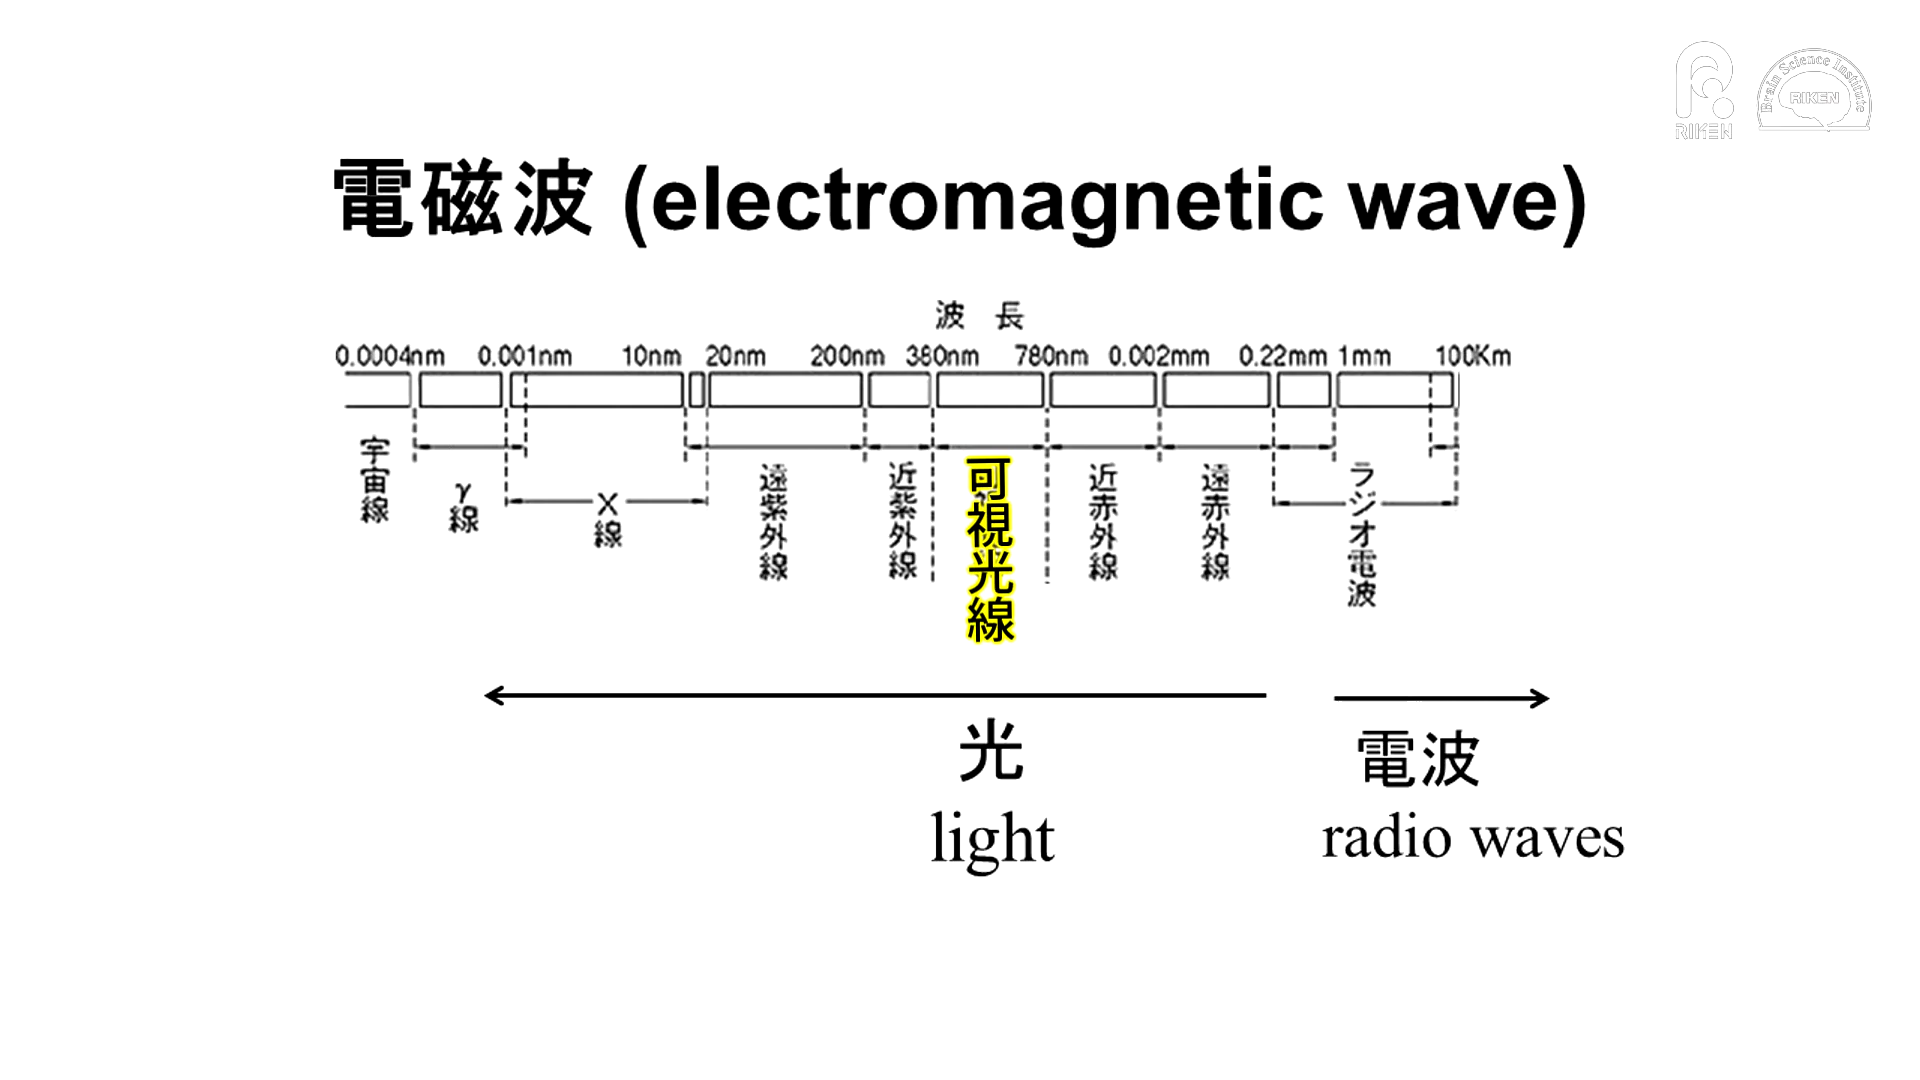 RIKEN
Brain Science Institute
RIKEN
電磁波 (electromagnetic wave)
波 長
0.0004nm 0.001nm 10nm 20nm 200nm 380nm 780nm 0.002mm 0.22mm 1mm 100Km
宇宙線
γ線
X線
遠紫外線
近紫外線
可視光線
近赤外線
遠赤外線
ラジオ電波
光
light
電波
radio waves